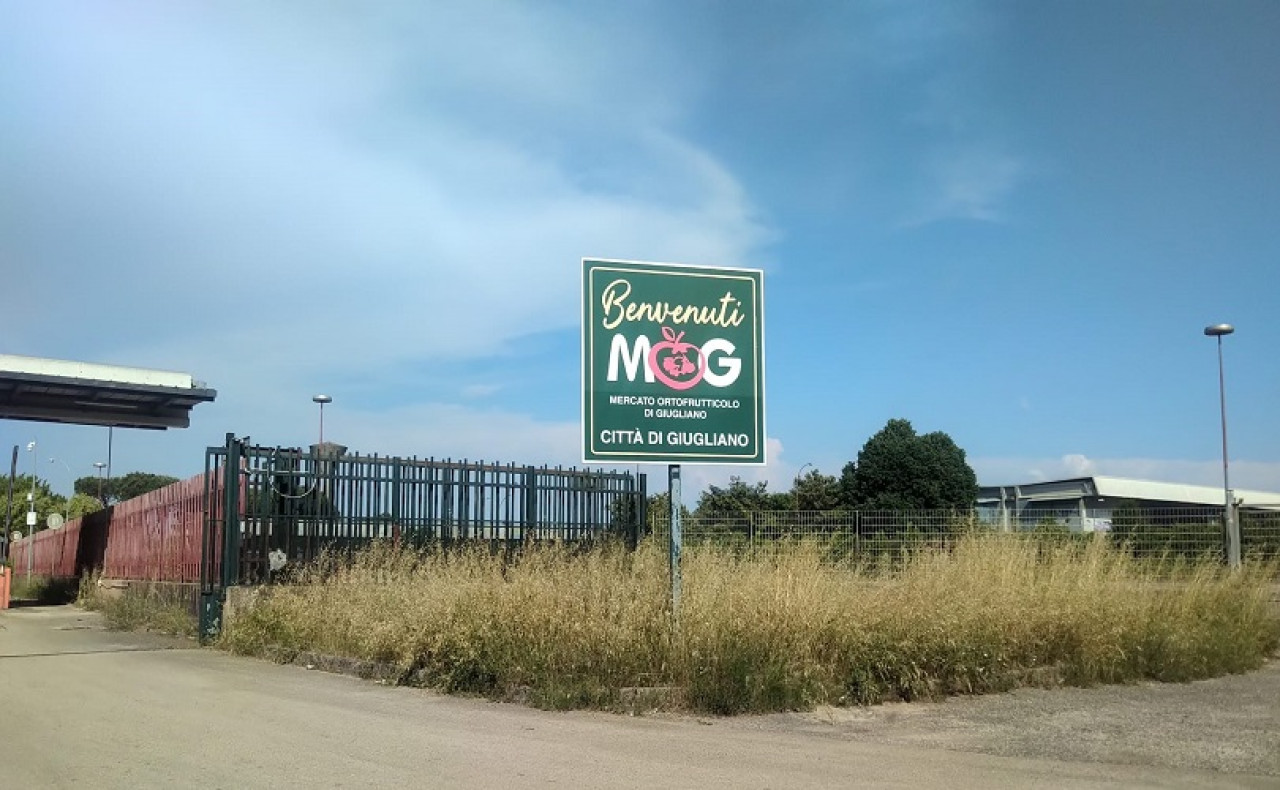 Benvenuti
MOG
MERCATO ORTOFRUTTICOLO
DI GIUGLIANO
CITTÀ DI GIUGLIANO